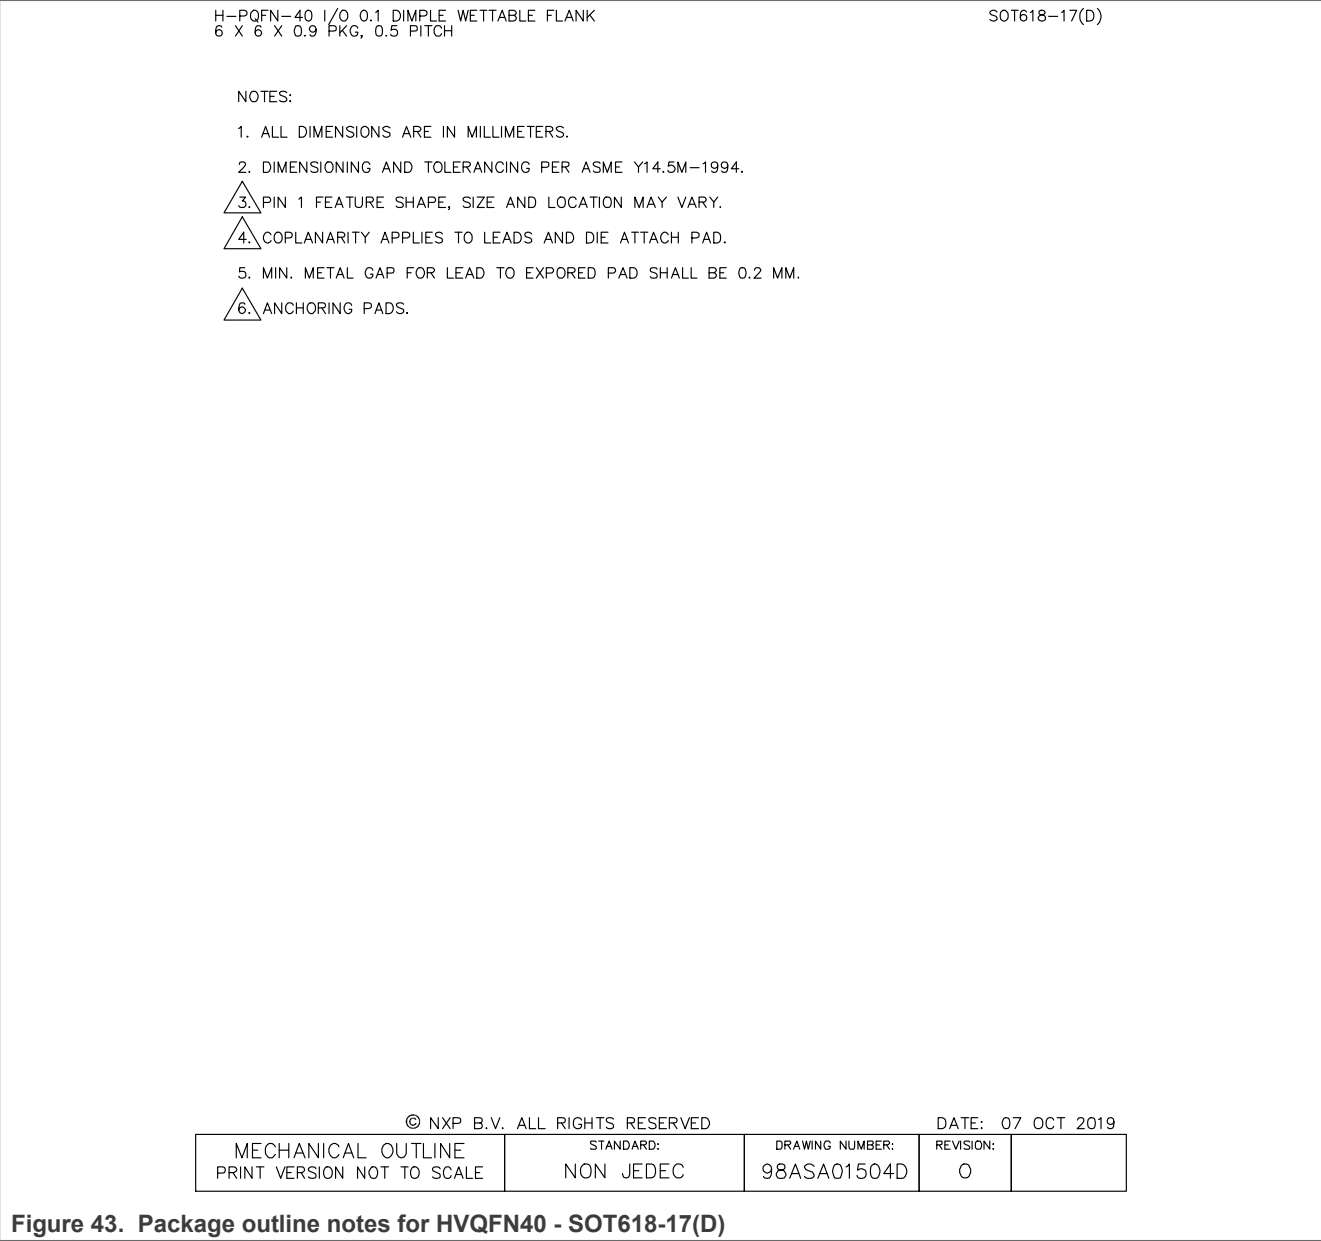 H-PQFN-40 I/O 0.1 DIMPLE WETTABLE FLANK SOT618-17(D)
6 X 6 X 0.9 PKG, 0.5 PITCH
NOTES:
1. ALL DIMENSIONS ARE IN MILLIMETERS.
2. DIMENSIONING AND TOLERANCING PER ASME Y14.5M-1994.
3. PIN 1 FEATURE SHAPE, SIZE AND LOCATION MAY VARY.
4. COPLANARITY APPLIES TO LEADS AND DIE ATTACH PAD.
5. MIN. METAL GAP FOR LEAD TO EXPORED PAD SHALL BE 0.2 MM.
6. ANCHORING PADS.
© NXP B.V. ALL RIGHTS RESERVED DATE: 07 OCT 2019
MECHANICAL OUTLINE STANDARD: DRAWING NUMBER: REVISION:
PRINT VERSION NOT TO SCALE NON JEDEC 98ASA01504D O
Figure 43. Package outline notes for HVQFN40 - SOT618-17(D)